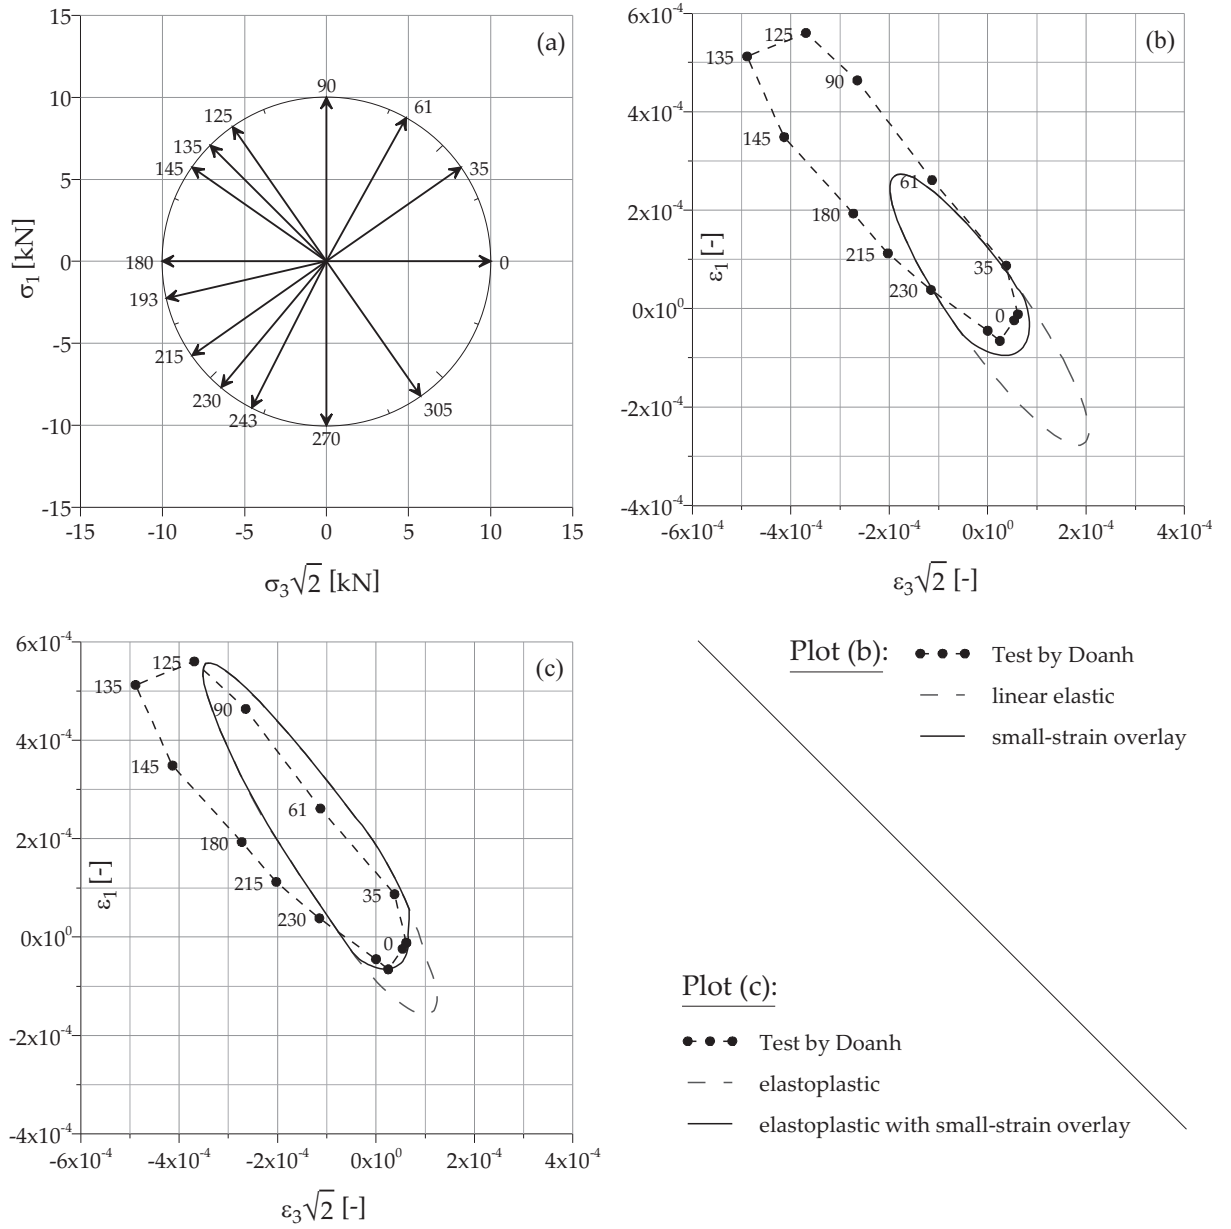 (a)
15
10
5
0
-5
-10
-15
-15 -10 -5 0 5 10 15
σ₁ [kN]
σ₃√2 [kN]
90
61
35
0
125
135
145
180
193
215
230
243
270
305
(b)
6x10⁻⁴
4x10⁻⁴
2x10⁻⁴
0x10⁰
-2x10⁻⁴
-4x10⁻⁴
-6x10⁻⁴ -4x10⁻⁴ -2x10⁻⁴ 0x10⁰ 2x10⁻⁴ 4x10⁻⁴
ε₁ [-]
ε₃√2 [-]
125
135
90
145
61
180
215
35
230
0
(c)
6x10⁻⁴
4x10⁻⁴
2x10⁻⁴
0x10⁰
-2x10⁻⁴
-4x10⁻⁴
-6x10⁻⁴ -4x10⁻⁴ -2x10⁻⁴ 0x10⁰ 2x10⁻⁴ 4x10⁻⁴
ε₁ [-]
ε₃√2 [-]
125
135
90
145
61
180
215
35
230
0
Plot (b):
Test by Doanh
linear elastic
small-strain overlay
Plot (c):
Test by Doanh
elastoplastic
elastoplastic with small-strain overlay